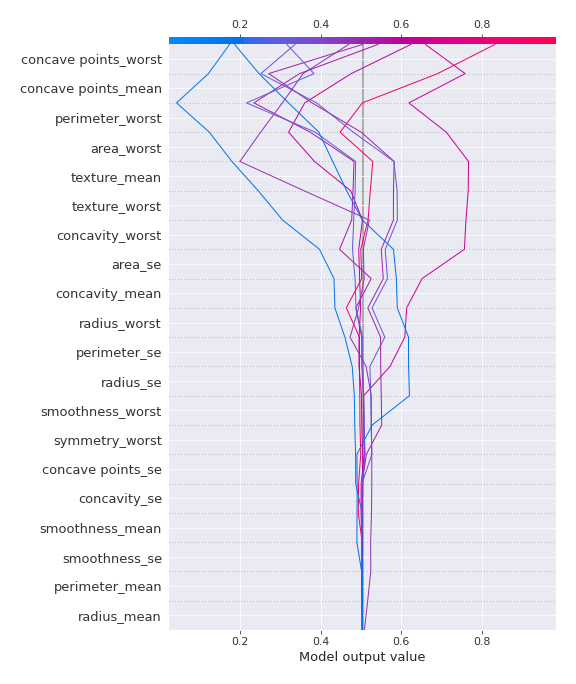 0.2 0.4 0.6 0.8
concave points_worst
concave points_mean
perimeter_worst
area_worst
texture_mean
texture_worst
concavity_worst
area_se
concavity_mean
radius_worst
perimeter_se
radius_se
smoothness_worst
symmetry_worst
concave points_se
concavity_se
smoothness_mean
smoothness_se
perimeter_mean
radius_mean
0.2 0.4 0.6 0.8
Model output value